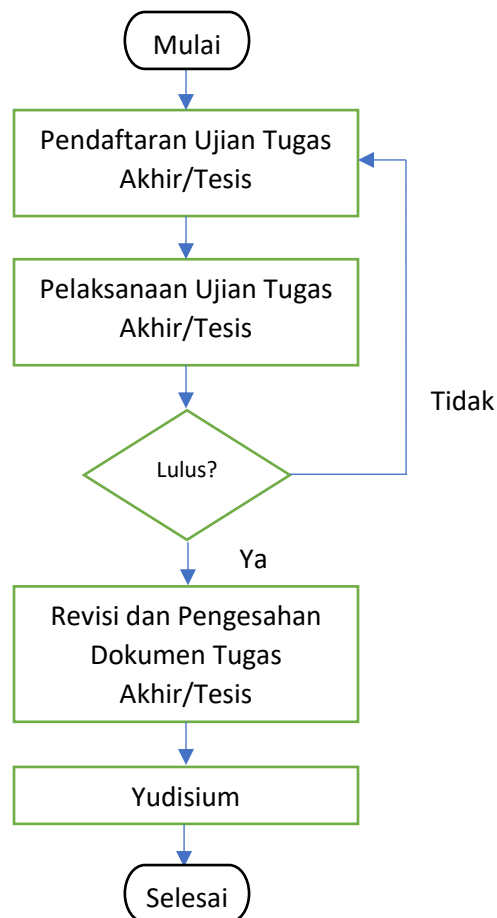 Mulai
Pendaftaran Ujian Tugas
Akhir/Tesis
Pelaksanaan Ujian Tugas
Akhir/Tesis
Tidak
Lulus?
Ya
Revisi dan Pengesahan
Dokumen Tugas
Akhir/Tesis
Yudisium
Selesai